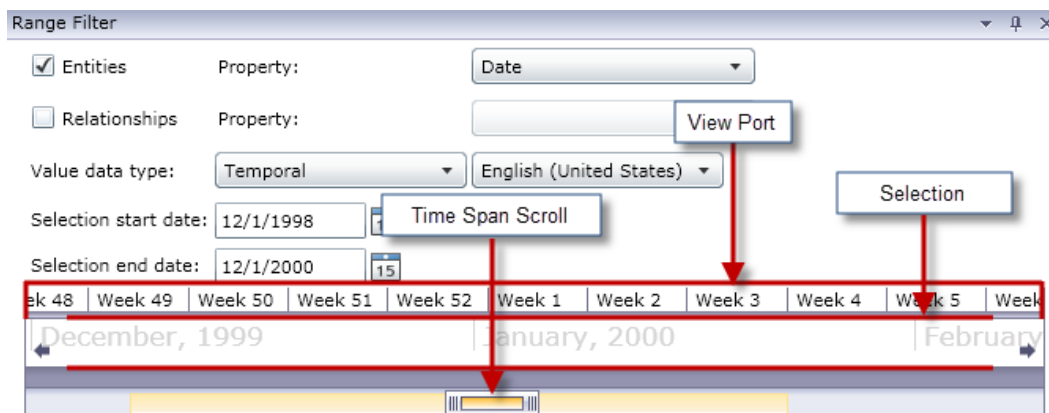 Range Filter
Entities Property: Date
Relationships Property:
View Port
Value data type: Temporal English (United States)
Selection
Selection start date: 12/1/1998
Time Span Scroll
Selection end date: 12/1/2000 15
ek 48 Week 49 Week 50 Week 51 Week 52 Week 1 Week 2 Week 3 Week 4 Week 5 Week
December, 1999 January, 2000 February